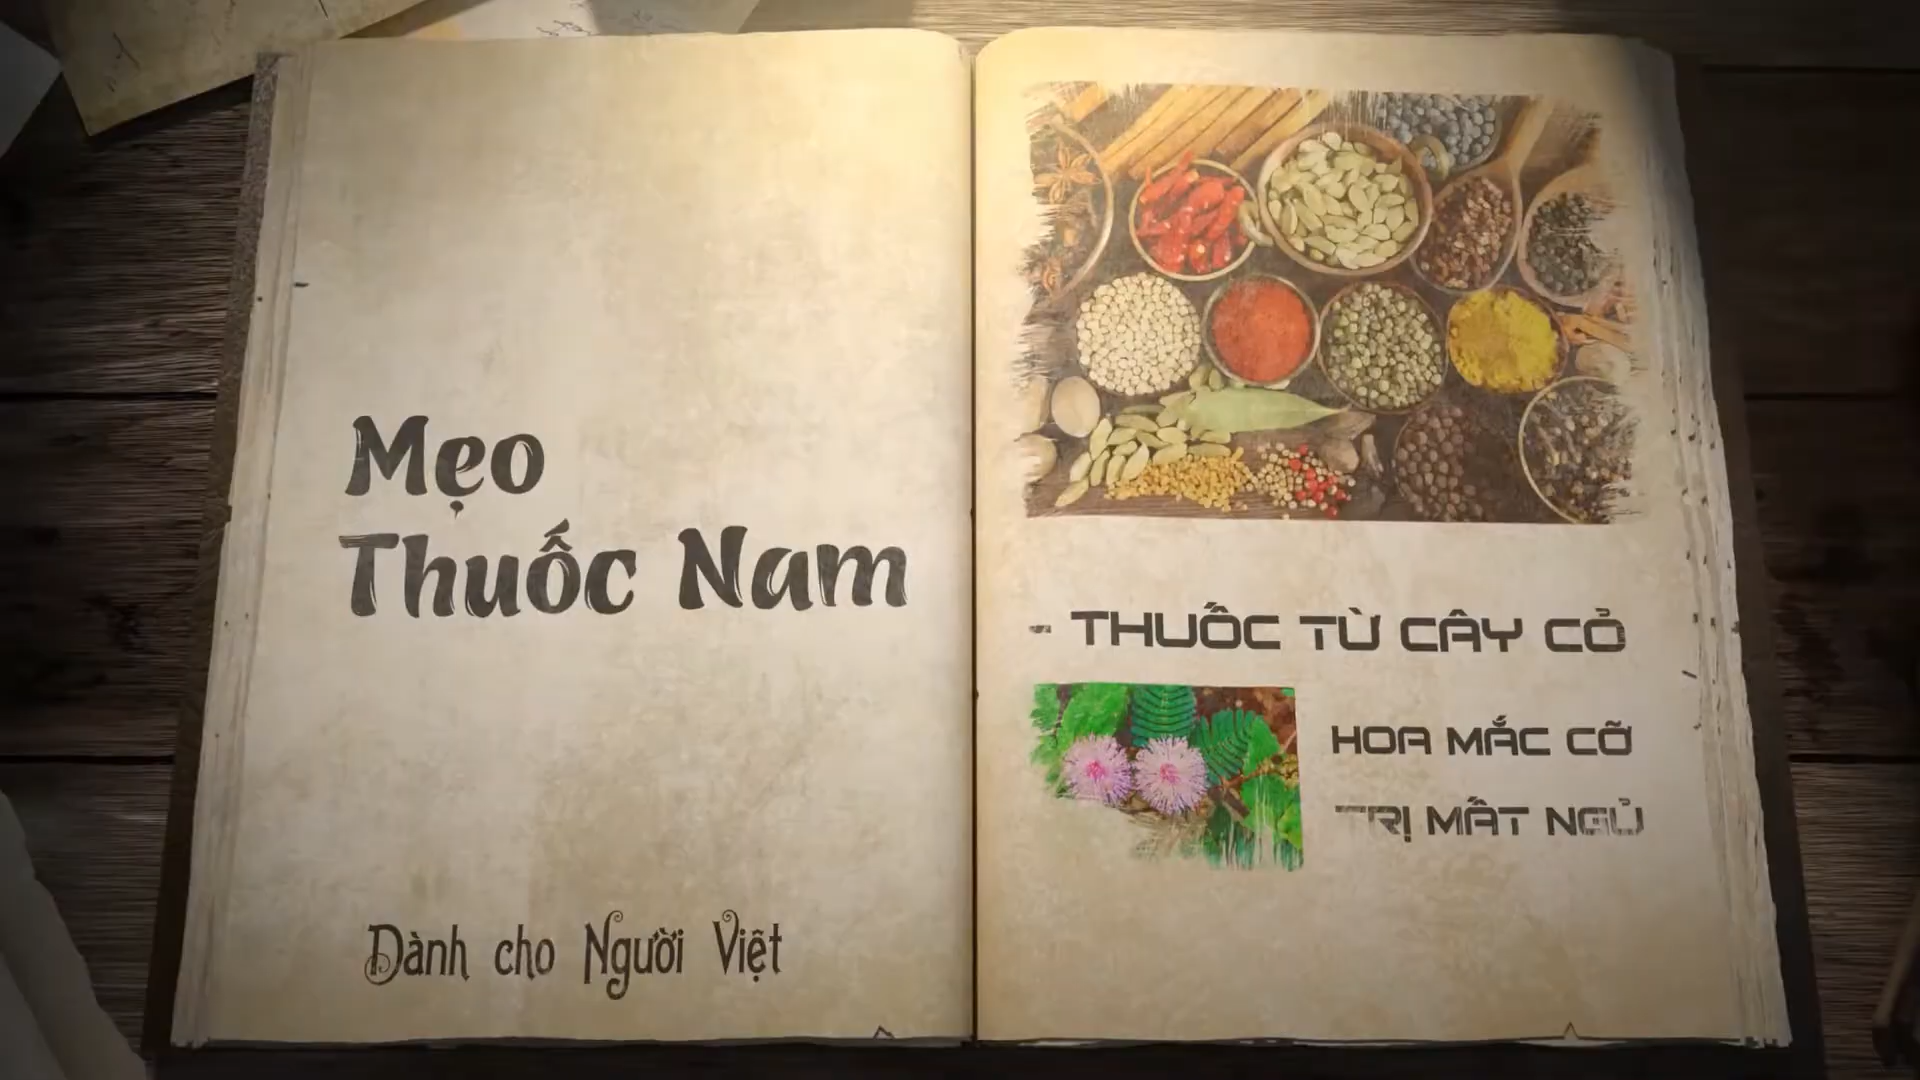 Mẹo
Thuốc Nam
Dành cho Người Việt
- THUỐC TỪ CÂY CỎ
HOA MẮC CỠ
TRỊ MẤT NGỦ